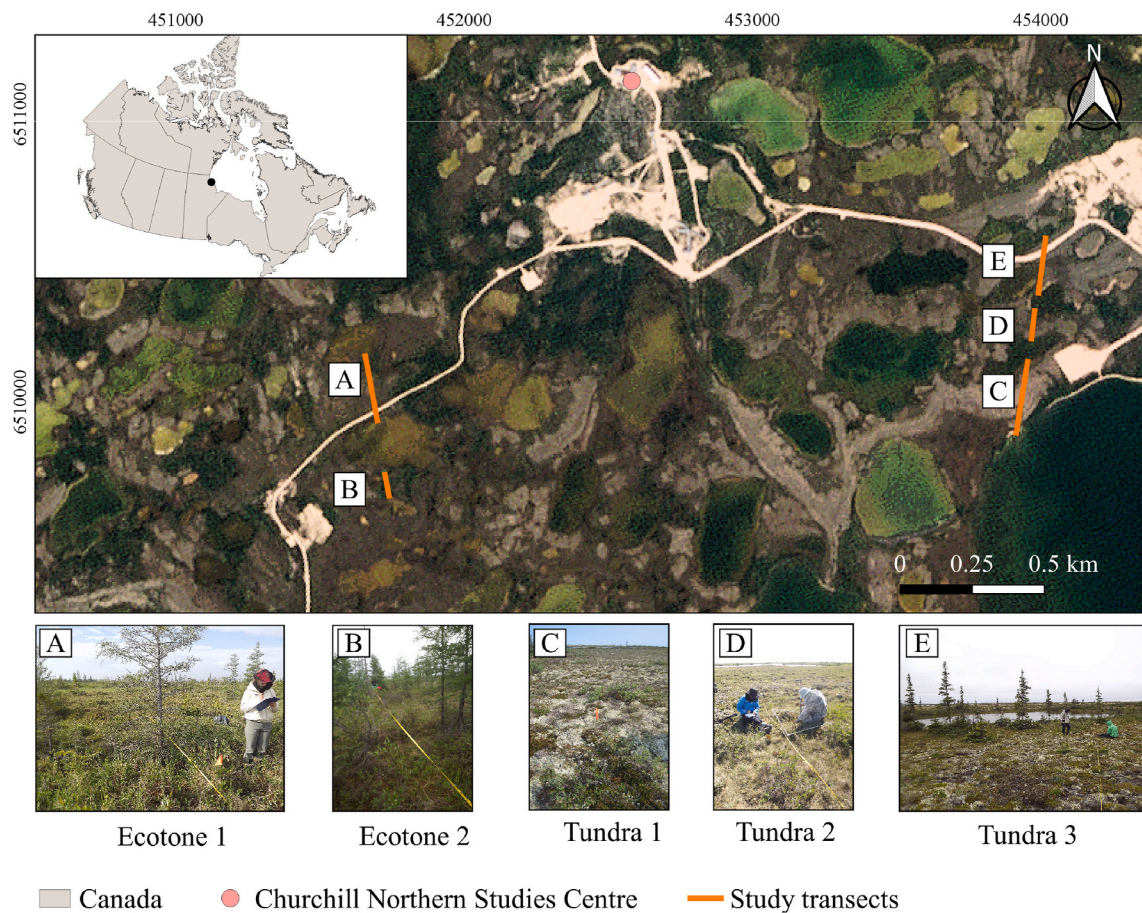 451000 452000 453000 454000
N
6511000
E
D
A
6510000
C
B
0 0.25 0.5 km
A B C D E
Ecotone 1 Ecotone 2 Tundra 1 Tundra 2 Tundra 3
Canada Churchill Northern Studies Centre Study transects